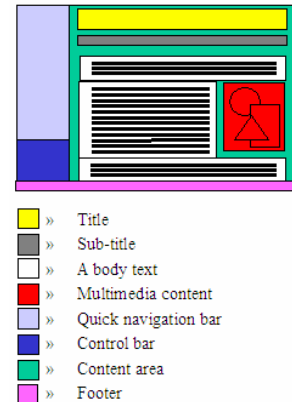 » Title
» Sub-title
» A body text
» Multimedia content
» Quick navigation bar
» Control bar
» Content area
» Footer